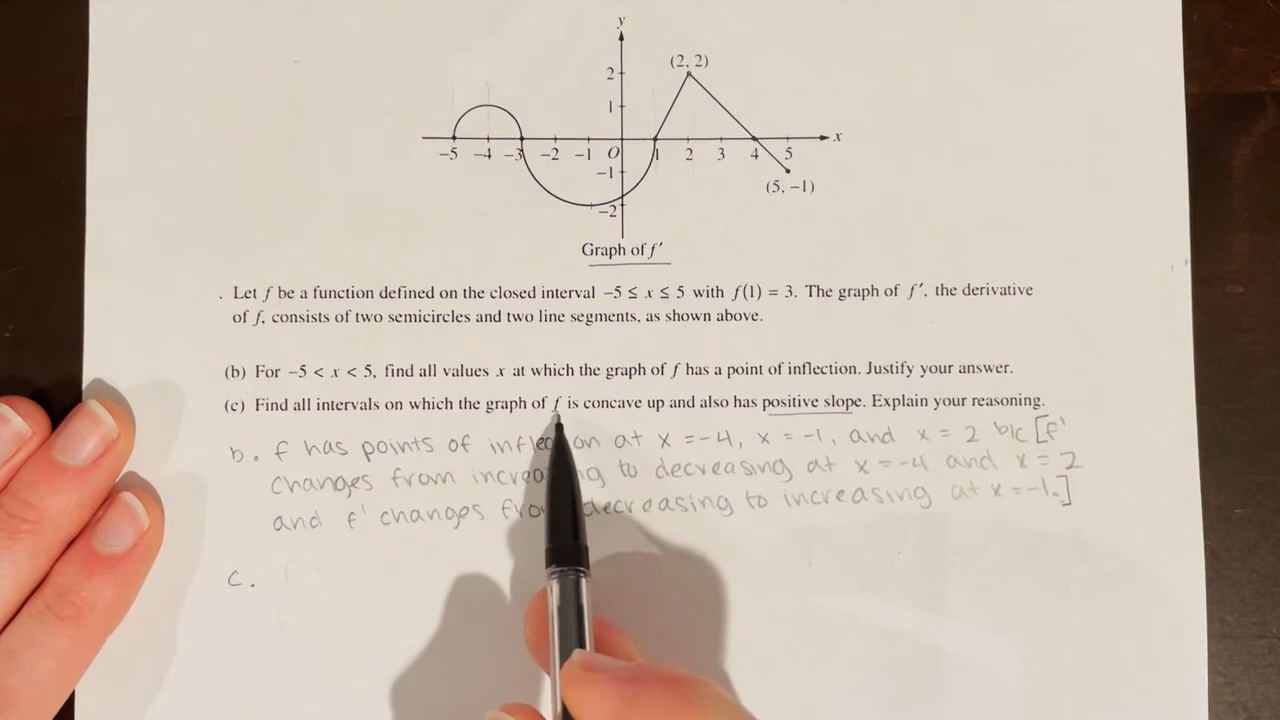 y
(2, 2)
2
1
-5 -4 -3 -2 -1 O 1 2 3 4 5 x
-1
(5, -1)
-2
Graph of f′
. Let f be a function defined on the closed interval -5 ≤ x ≤ 5 with f(1) = 3. The graph of f′, the derivative
of f, consists of two semicircles and two line segments, as shown above.
(b) For -5 < x < 5, find all values x at which the graph of f has a point of inflection. Justify your answer.
(c) Find all intervals on which the graph of f is concave up and also has positive slope. Explain your reasoning.
b. f has points of on at x = -4, x = -1, and x = 2 b/c [f'
changes from to decreasing at x = -4 and x = 2
and f' changes decreasing to increasing at x = -1.]
c.